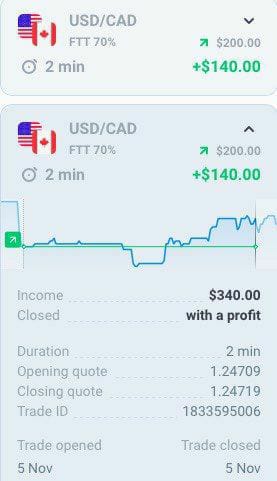 USD/CAD
FTT 70% $200.00
2 min +$140.00
USD/CAD
FTT 70% $200.00
2 min +$140.00
Income $340.00
Closed with a profit
Duration 2 min
Opening quote 1.24709
Closing quote 1.24719
Trade ID 1833595006
Trade opened Trade closed
5 Nov 5 Nov